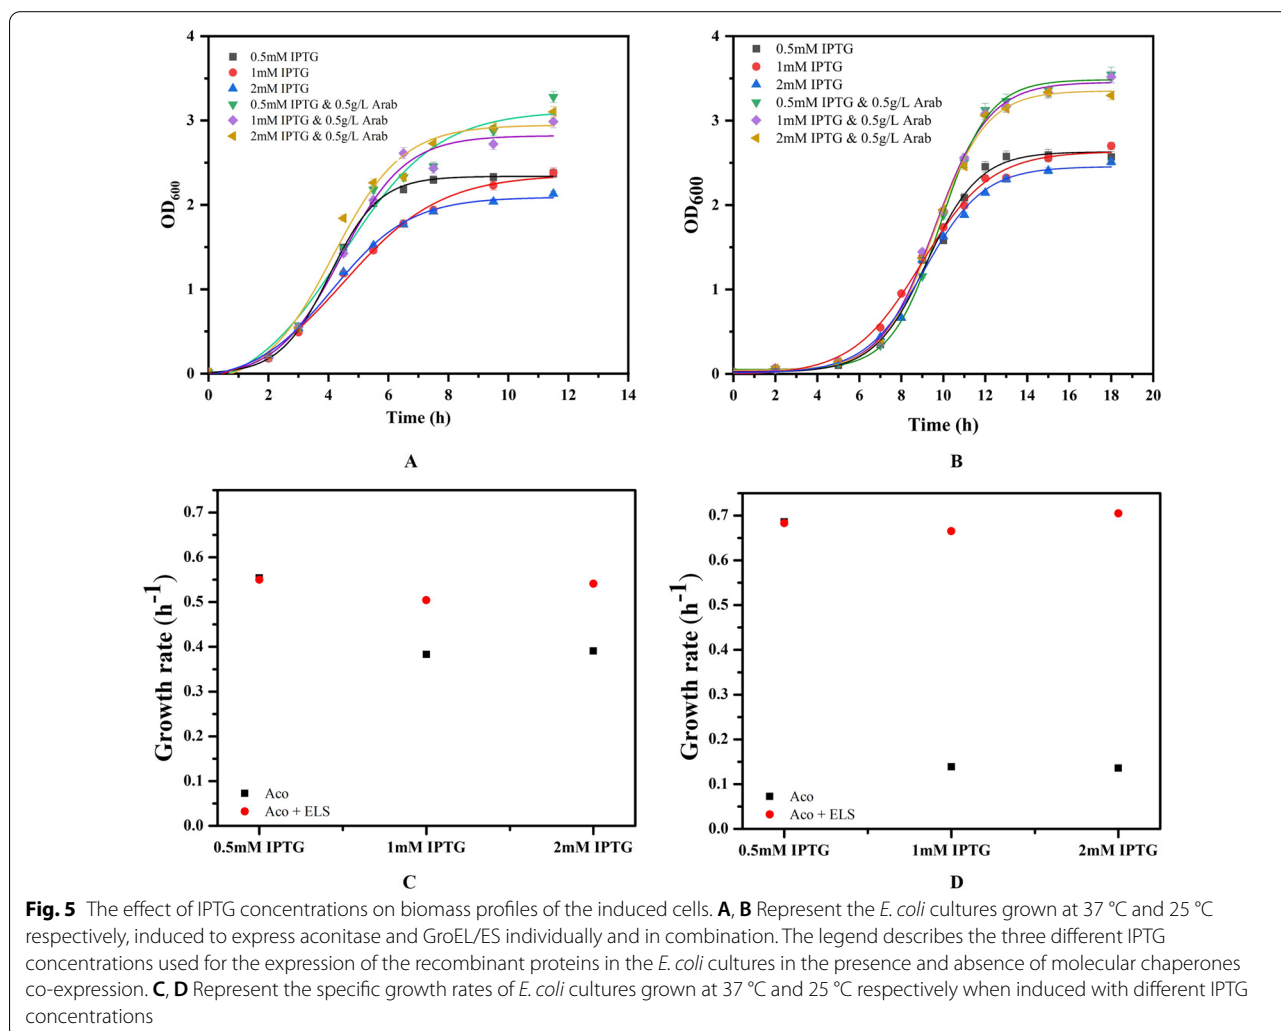 4
3
2
1
0
OD600
0.5mM IPTG
1mM IPTG
2mM IPTG
0.5mM IPTG & 0.5g/L Arab
1mM IPTG & 0.5g/L Arab
2mM IPTG & 0.5g/L Arab
0 2 4 6 8 10 12 14
Time (h)
A
4
3
2
1
0
OD600
0.5mM IPTG
1mM IPTG
2mM IPTG
0.5mM IPTG & 0.5g/L Arab
1mM IPTG & 0.5g/L Arab
2mM IPTG & 0.5g/L Arab
0 2 4 6 8 10 12 14 16 18 20
Time (h)
B
0.7
0.6
0.5
0.4
0.3
0.2
0.1
0.0
Growth rate (h-1)
Aco
Aco + ELS
0.5mM IPTG 1mM IPTG 2mM IPTG
C
0.7
0.6
0.5
0.4
0.3
0.2
0.1
0.0
Growth rate (h-1)
Aco
Aco + ELS
0.5mM IPTG 1mM IPTG 2mM IPTG
D
Fig. 5 The effect of IPTG concentrations on biomass profiles of the induced cells. A, B Represent the E. coli cultures grown at 37 °C and 25 °C
respectively, induced to express aconitase and GroEL/ES individually and in combination. The legend describes the three different IPTG
concentrations used for the expression of the recombinant proteins in the E. coli cultures in the presence and absence of molecular chaperones
co-expression. C, D Represent the specific growth rates of E. coli cultures grown at 37 °C and 25 °C respectively when induced with different IPTG
concentrations